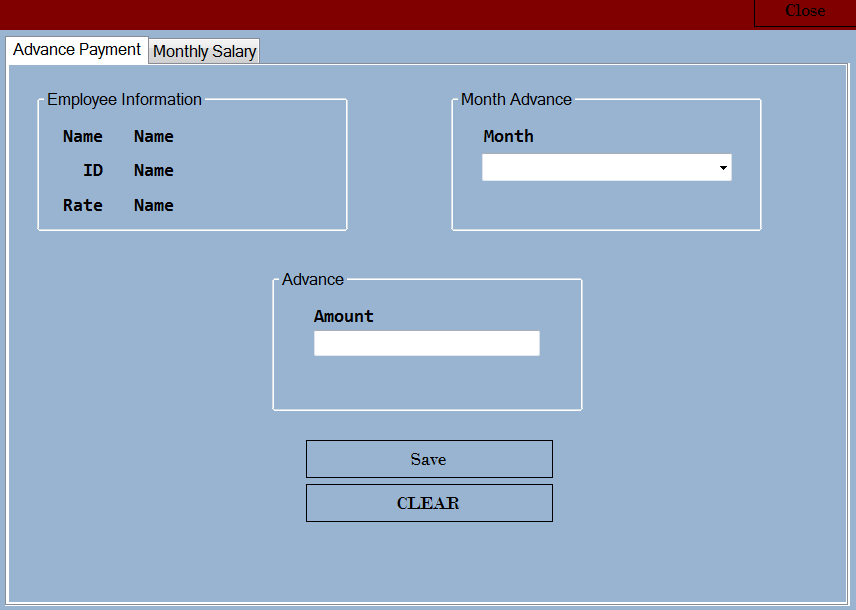 Close
Advance Payment Monthly Salary
Employee Information
Name Name
ID Name
Rate Name
Month Advance
Month
Advance
Amount
Save
CLEAR